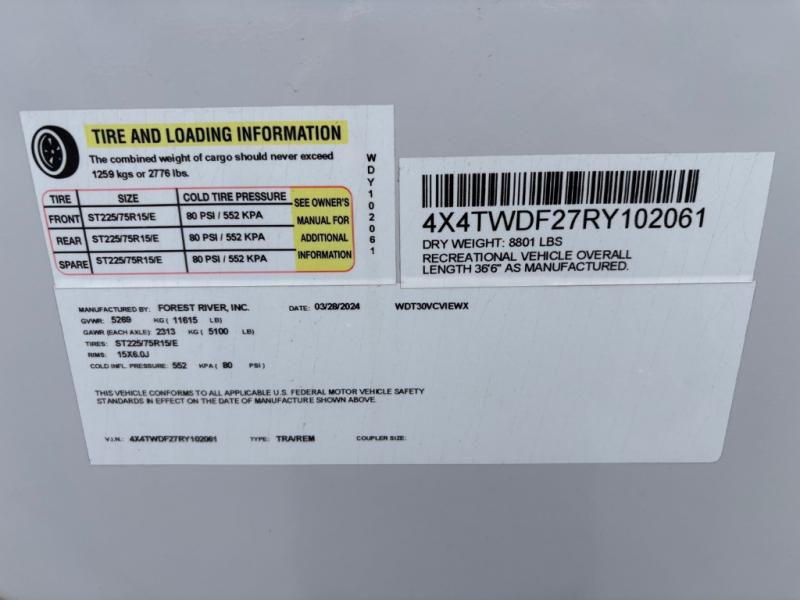 TIRE AND LOADING INFORMATION
The combined weight of cargo should never exceed
1259 kgs or 2776 lbs.
TIRE SIZE COLD TIRE PRESSURE
FRONT ST225/75R15/E 80 PSI / 552 KPA
REAR ST225/75R15/E 80 PSI / 552 KPA
SPARE ST225/75R15/E 80 PSI / 552 KPA
SEE OWNER'S
MANUAL FOR
ADDITIONAL
INFORMATION
WDY102061
4X4TWDF27RY102061
DRY WEIGHT: 8801 LBS
RECREATIONAL VEHICLE OVERALL
LENGTH 36'6" AS MANUFACTURED.
MANUFACTURED BY: FOREST RIVER, INC. DATE: 03/28/2024 WDT30VCVIEWX
GVWR: 5269 KG ( 11615 LB)
GAWR (EACH AXLE): 2313 KG ( 5100 LB)
TIRES: ST225/75R15/E
RIMS: 15X6.0J
COLD INFL. PRESSURE: 552 KPA ( 80 PSI)
THIS VEHICLE CONFORMS TO ALL APPLICABLE U.S. FEDERAL MOTOR VEHICLE SAFETY
STANDARDS IN EFFECT ON THE DATE OF MANUFACTURE SHOWN ABOVE.
V.I.N.: 4X4TWDF27RY102061 TYPE: TRA/REM COUPLER SIZE: